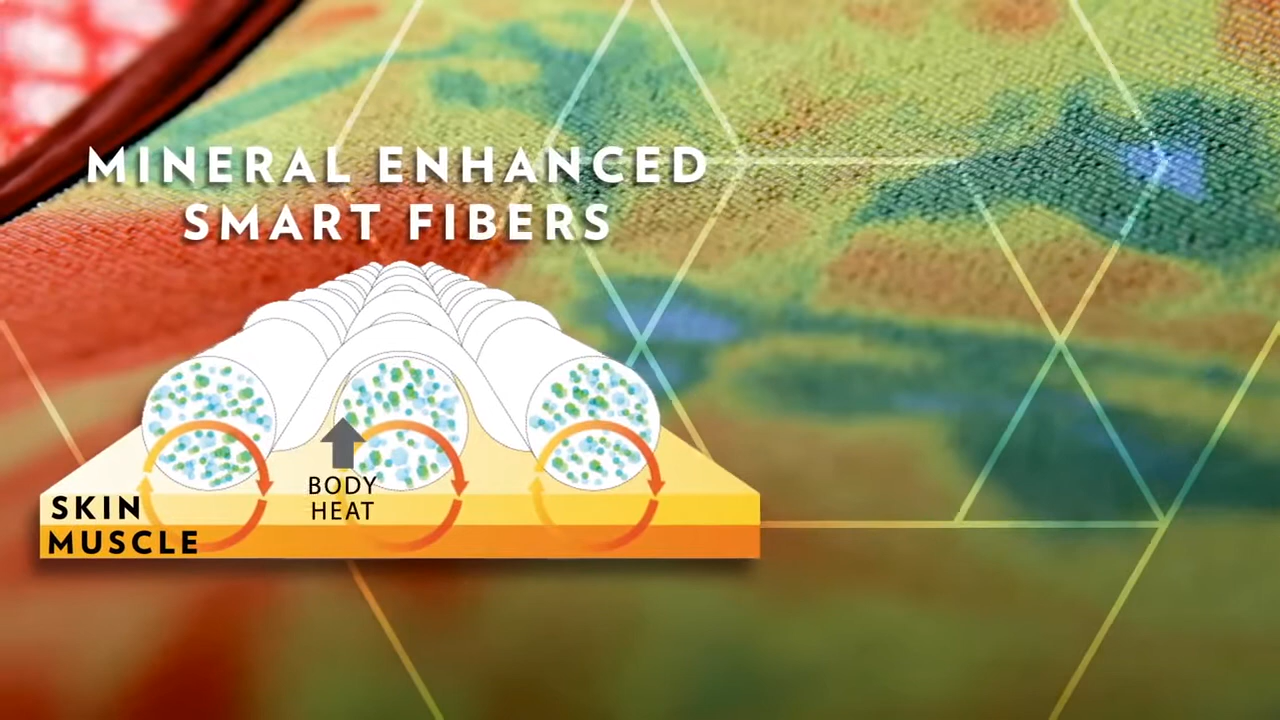 MINERAL ENHANCED
SMART FIBERS
BODY
HEAT
SKIN
MUSCLE